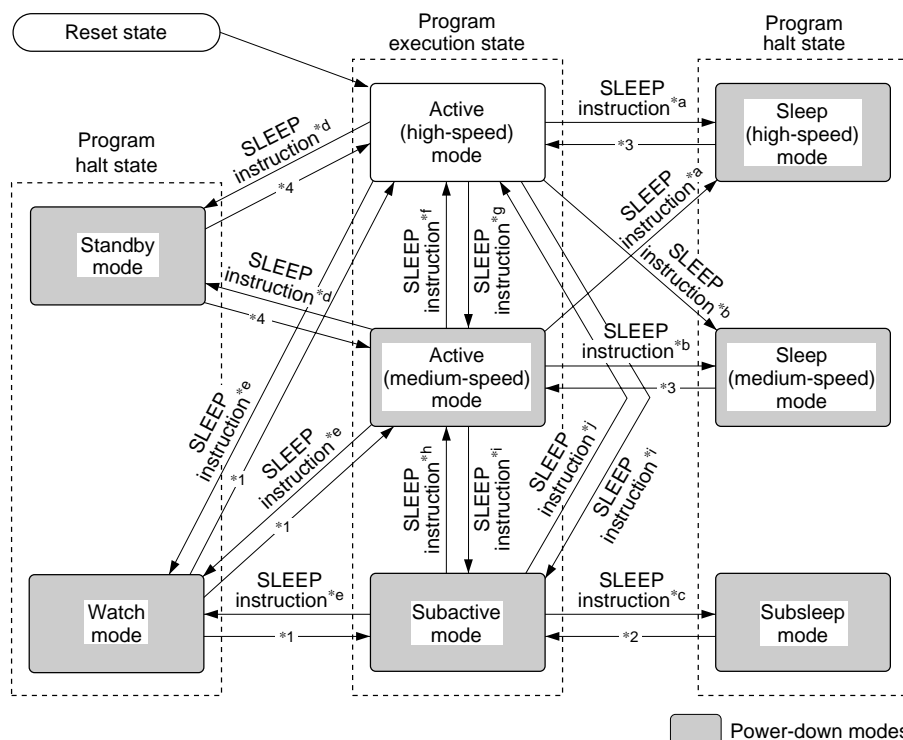 Reset state
Program
execution state
Program
halt state
Program
halt state
Active
(high-speed)
mode
SLEEP
instruction*a
*3
Sleep
(high-speed)
mode
SLEEP
instruction*d
*4
Standby
mode
SLEEP
instruction*d
*4
SLEEP
instruction*f
SLEEP
instruction*g
SLEEP
instruction*a
SLEEP
instruction*b
Active
(medium-speed)
mode
SLEEP
instruction*b
*3
Sleep
(medium-speed)
mode
SLEEP
instruction*e
*1
SLEEP
instruction*e
*1
SLEEP
instruction*h
SLEEP
instruction*i
SLEEP
instruction*j
SLEEP
instruction*i
Watch
mode
SLEEP
instruction*e
*1
Subactive
mode
SLEEP
instruction*c
*2
Subsleep
mode
Power-down modes